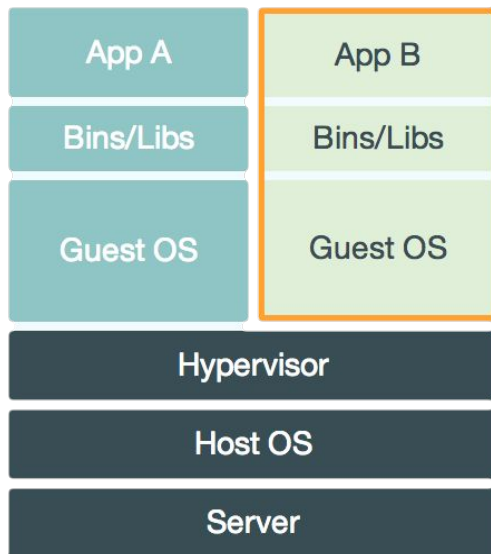 App A
App B
Bins/Libs
Bins/Libs
Guest OS
Guest OS
Hypervisor
Host OS
Server